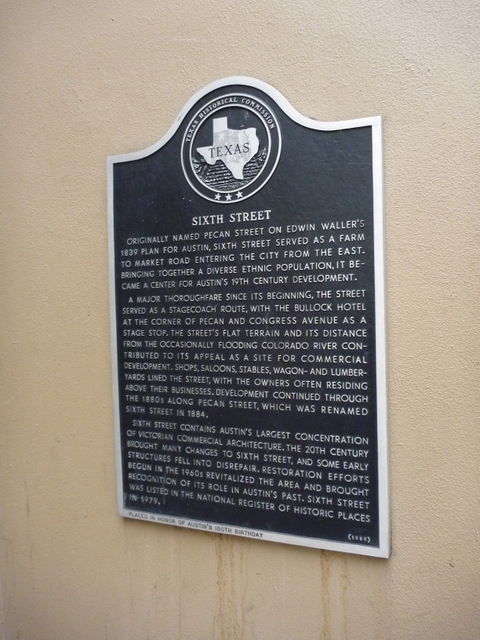 TEXAS HISTORICAL COMMISSION
TEXAS
SIXTH STREET
ORIGINALLY NAMED PECAN STREET ON EDWIN WALLER'S
1839 PLAN FOR AUSTIN, SIXTH STREET SERVED AS A FARM
TO MARKET ROAD ENTERING THE CITY FROM THE EAST.
BRINGING TOGETHER A DIVERSE ETHNIC POPULATION, IT BE-
CAME A CENTER FOR AUSTIN'S 19TH CENTURY DEVELOPMENT.
A MAJOR THOROUGHFARE SINCE ITS BEGINNING, THE STREET
SERVED AS A STAGECOACH ROUTE, WITH THE BULLOCK HOTEL
AT THE CORNER OF PECAN AND CONGRESS AVENUE AS A
STAGE STOP. THE STREET'S FLAT TERRAIN AND ITS DISTANCE
FROM THE OCCASIONALLY FLOODING COLORADO RIVER CON-
TRIBUTED TO ITS APPEAL AS A SITE FOR COMMERCIAL
DEVELOPMENT. SHOPS, SALOONS, STABLES, WAGON- AND LUMBER-
YARDS LINED THE STREET, WITH THE OWNERS OFTEN RESIDING
ABOVE THEIR BUSINESSES. DEVELOPMENT CONTINUED THROUGH
THE 1880s ALONG PECAN STREET, WHICH WAS RENAMED
SIXTH STREET IN 1884.
SIXTH STREET CONTAINS AUSTIN'S LARGEST CONCENTRATION
OF VICTORIAN COMMERCIAL ARCHITECTURE. THE 20TH CENTURY
BROUGHT MANY CHANGES TO SIXTH STREET, AND SOME EARLY
STRUCTURES FELL INTO DISREPAIR. RESTORATION EFFORTS
BEGUN IN THE 1960s REVITALIZED THE AREA AND BROUGHT
RECOGNITION OF ITS ROLE IN AUSTIN'S PAST. SIXTH STREET
WAS LISTED IN THE NATIONAL REGISTER OF HISTORIC PLACES
IN 1979.
PLACED IN HONOR OF AUSTIN'S 150TH BIRTHDAY